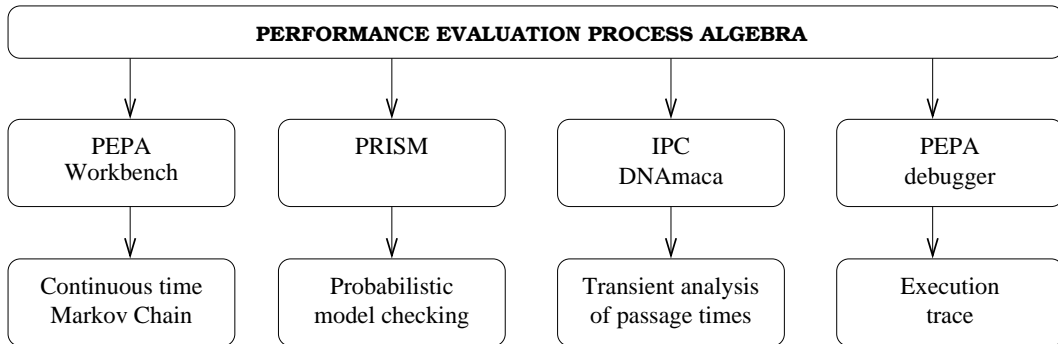 PERFORMANCE EVALUATION PROCESS ALGEBRA
PEPA
Workbench
PRISM
IPC
DNAmaca
PEPA
debugger
Continuous time
Markov Chain
Probabilistic
model checking
Transient analysis
of passage times
Execution
trace